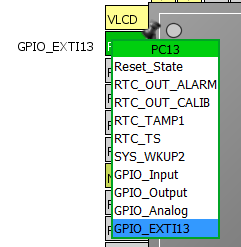 VLCD
GPIO_EXTI13
PC13
Reset_State
RTC_OUT_ALARM
RTC_OUT_CALIB
RTC_TAMP1
RTC_TS
SYS_WKUP2
GPIO_Input
GPIO_Output
GPIO_Analog
GPIO_EXTI13